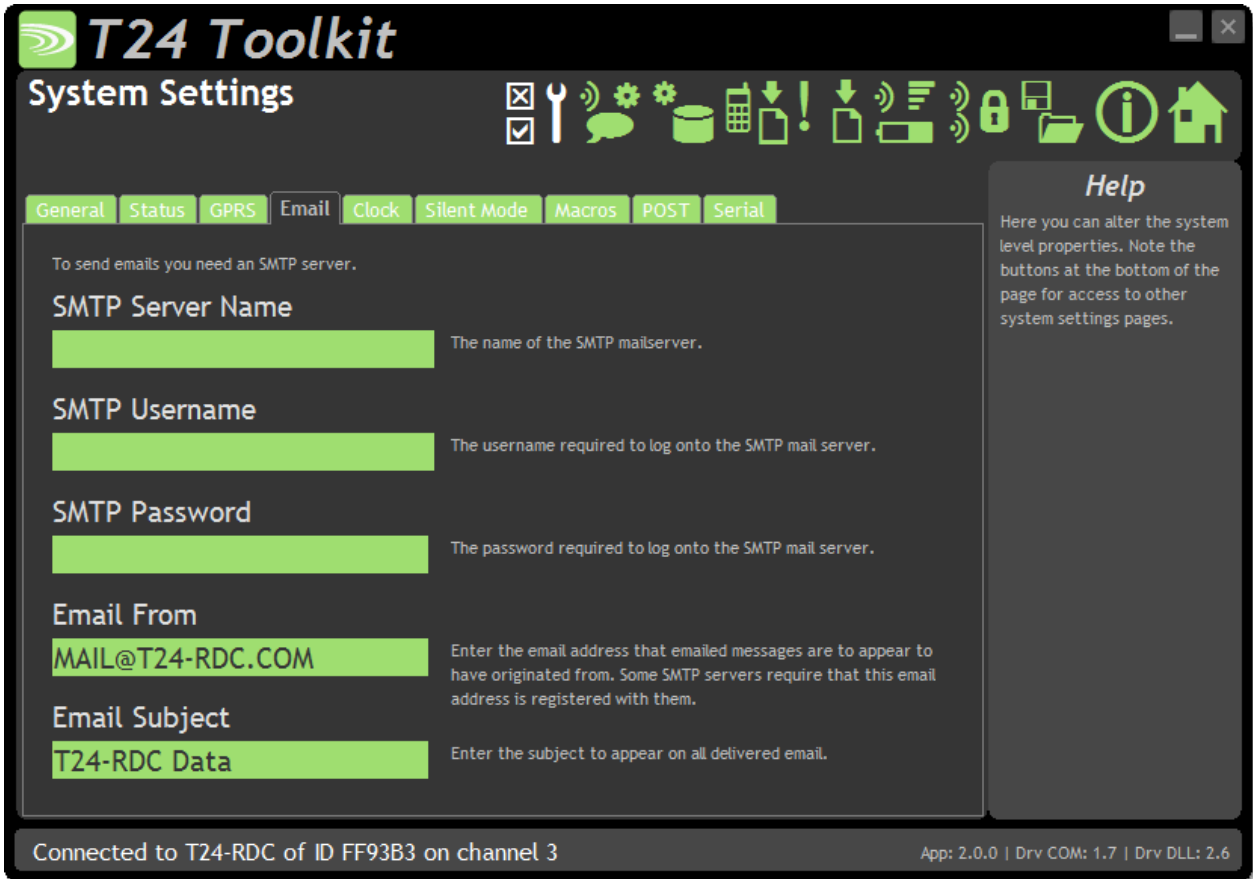 T24 Toolkit
System Settings
General Status GPRS Email Clock Silent Mode Macros POST Serial
To send emails you need an SMTP server.
SMTP Server Name
The name of the SMTP mailserver.
SMTP Username
The username required to log onto the SMTP mail server.
SMTP Password
The password required to log onto the SMTP mail server.
Email From
MAIL@T24-RDC.COM
Enter the email address that emailed messages are to appear to
have originated from. Some SMTP servers require that this email
address is registered with them.
Email Subject
T24-RDC Data
Enter the subject to appear on all delivered email.
Help
Here you can alter the system
level properties. Note the
buttons at the bottom of the
page for access to other
system settings pages.
Connected to T24-RDC of ID FF93B3 on channel 3
App: 2.0.0 | Drv COM: 1.7 | Drv DLL: 2.6